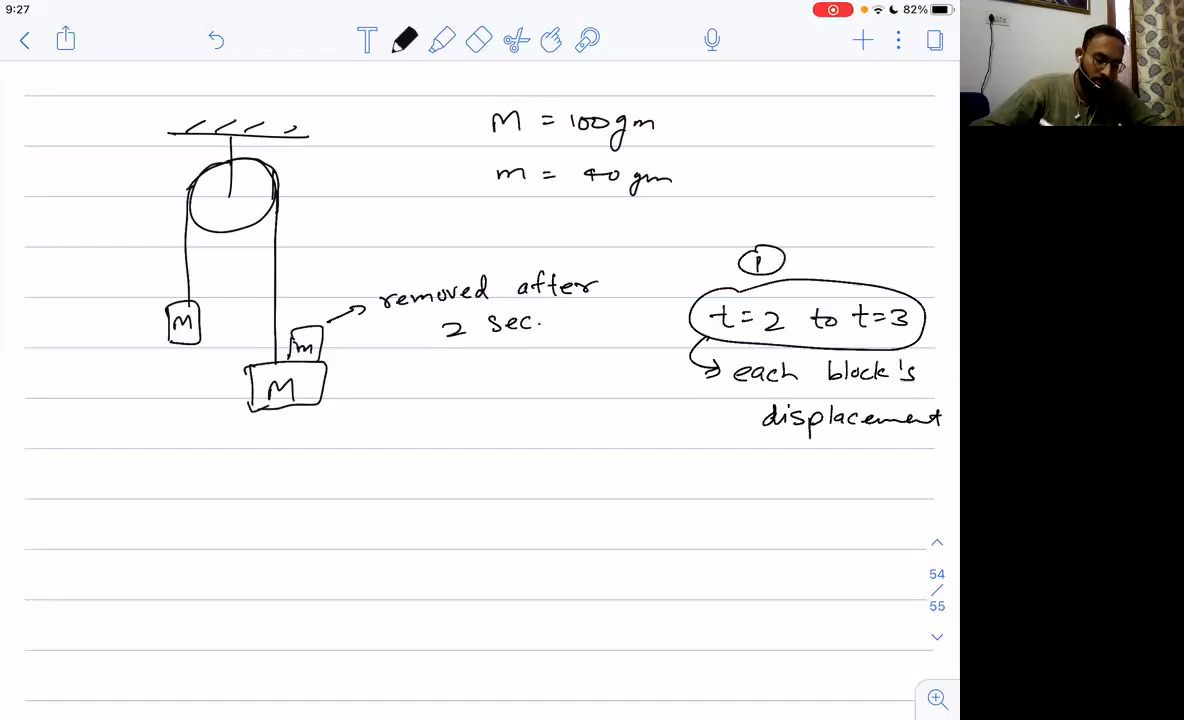 9:27
82%
T
M = 100gm
m = 40 gm
1
removed after
2 sec.
t=2 to t=3
M
m
M
each block's
displacement
54
/
55